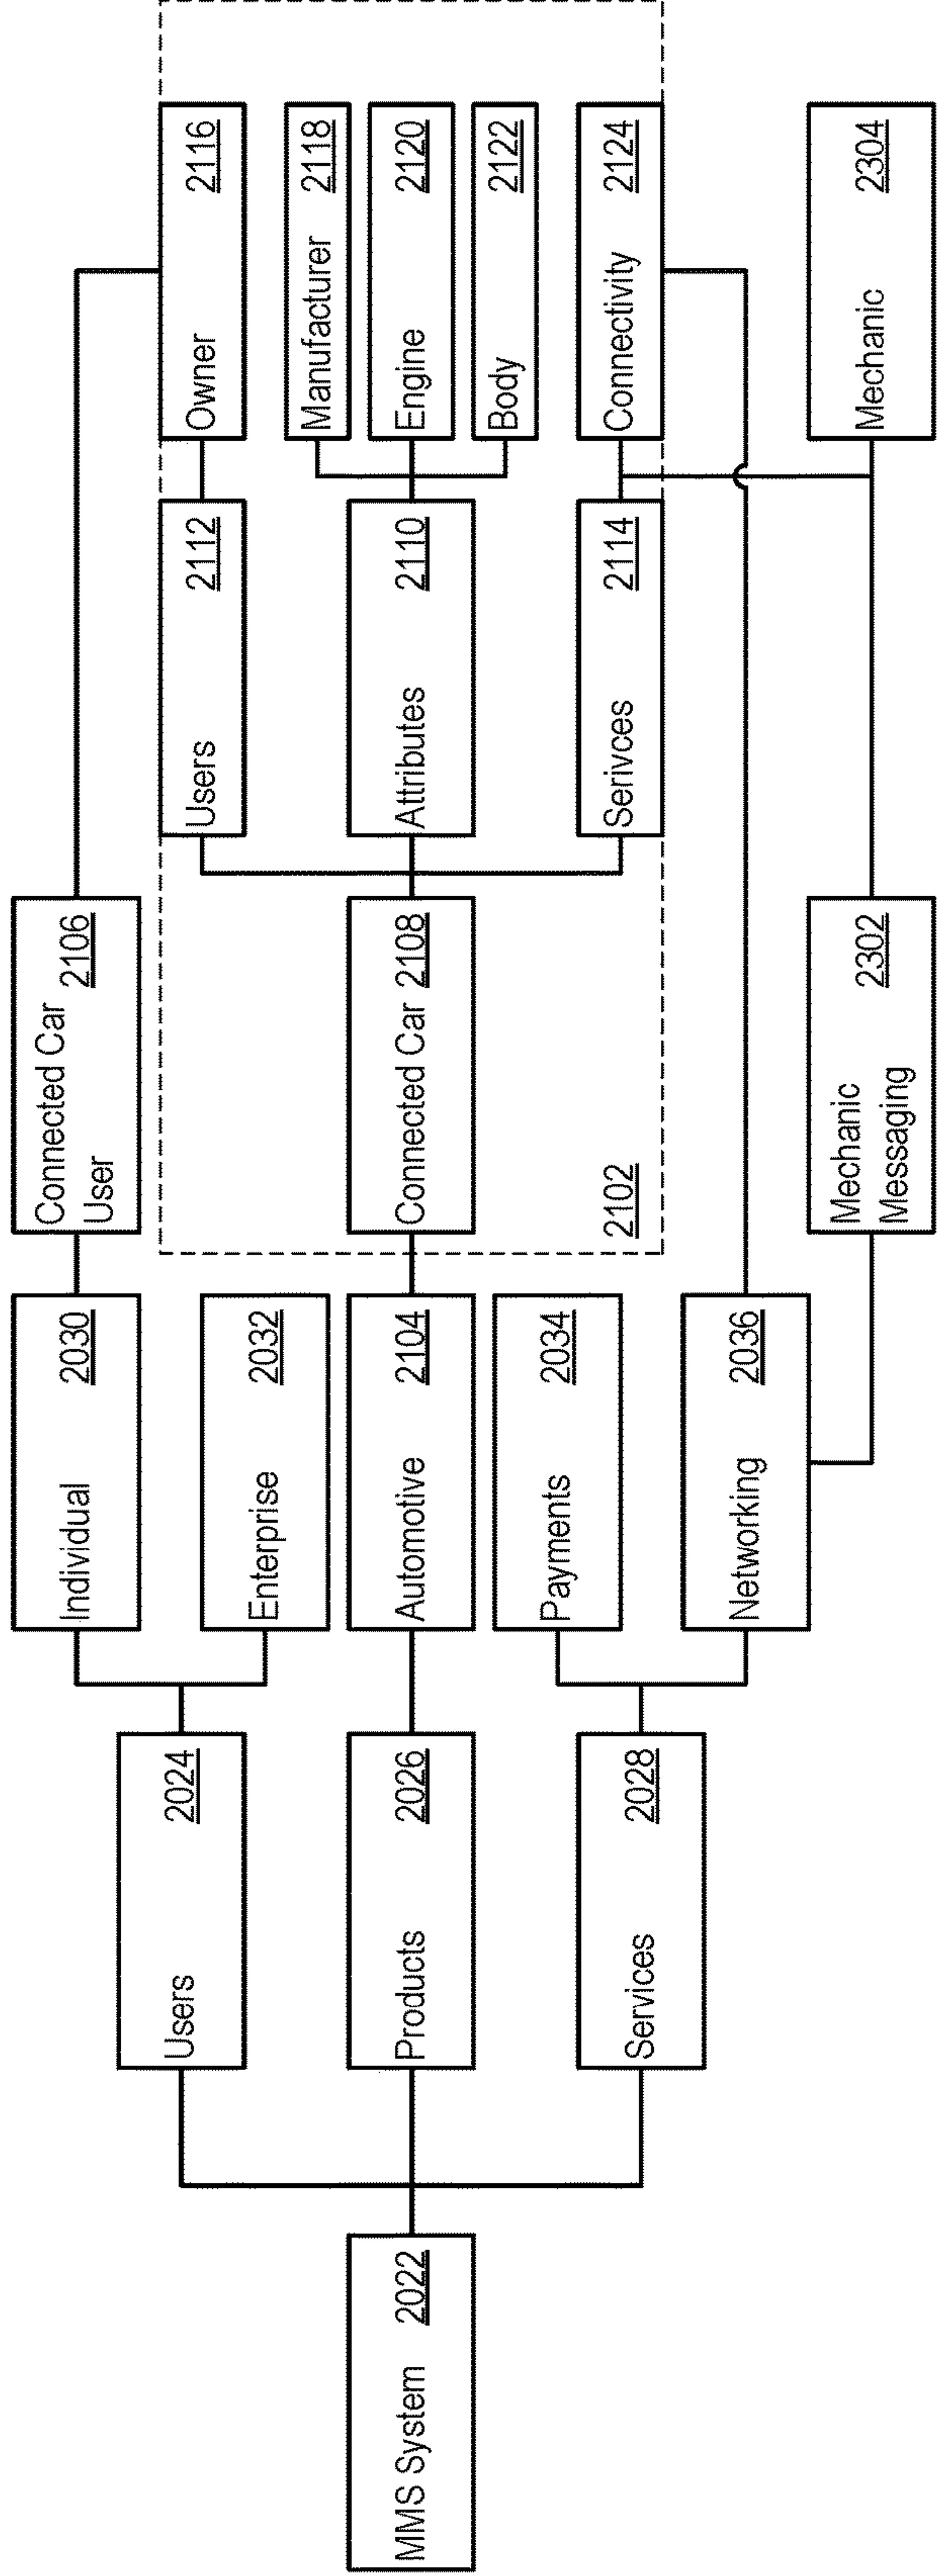 MMS System 2022
Users 2024
Products 2026
Services 2028
Individual 2030
Enterprise 2032
Automotive 2104
Payments 2034
Networking 2036
Connected Car
User 2106
Connected Car 2108
2102
Mechanic
Messaging 2302
Users 2112
Attributes 2110
Serivces 2114
Owner 2116
Manufacturer 2118
Engine 2120
Body 2122
Connectivity 2124
Mechanic 2304